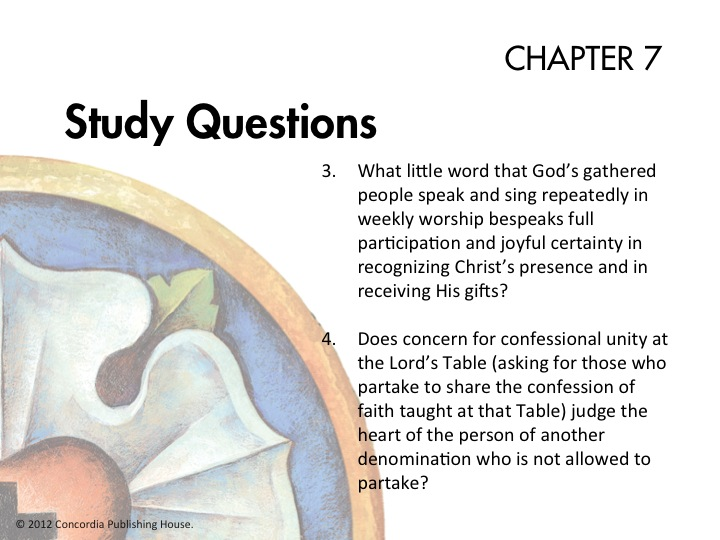 CHAPTER 7
Study Questions
3. What little word that God’s gathered
people speak and sing repeatedly in
weekly worship bespeaks full
participation and joyful certainty in
recognizing Christ’s presence and in
receiving His gifts?
4. Does concern for confessional unity at
the Lord’s Table (asking for those who
partake to share the confession of
faith taught at that Table) judge the
heart of the person of another
denomination who is not allowed to
partake?
© 2012 Concordia Publishing House.